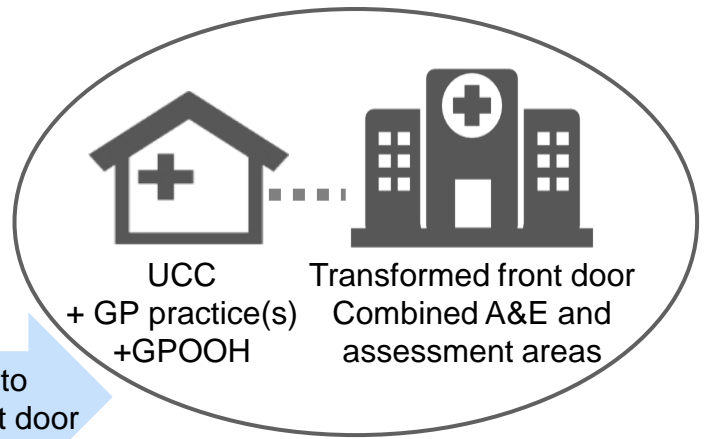 UCC
+ GP practice(s)
+GPOOH
Transformed front door
Combined A&E and
assessment areas
to
t door